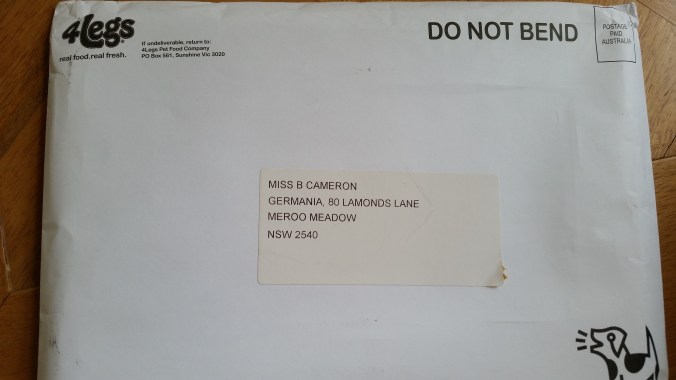 4Legs
real food.real fresh.
If undeliverable, return to:
4Legs Pet Food Company
PO Box 561, Sunshine Vic 3020
DO NOT BEND
POSTAGE
PAID
AUSTRALIA
MISS B CAMERON
GERMANIA, 80 LAMONDS LANE
MEROO MEADOW
NSW 2540